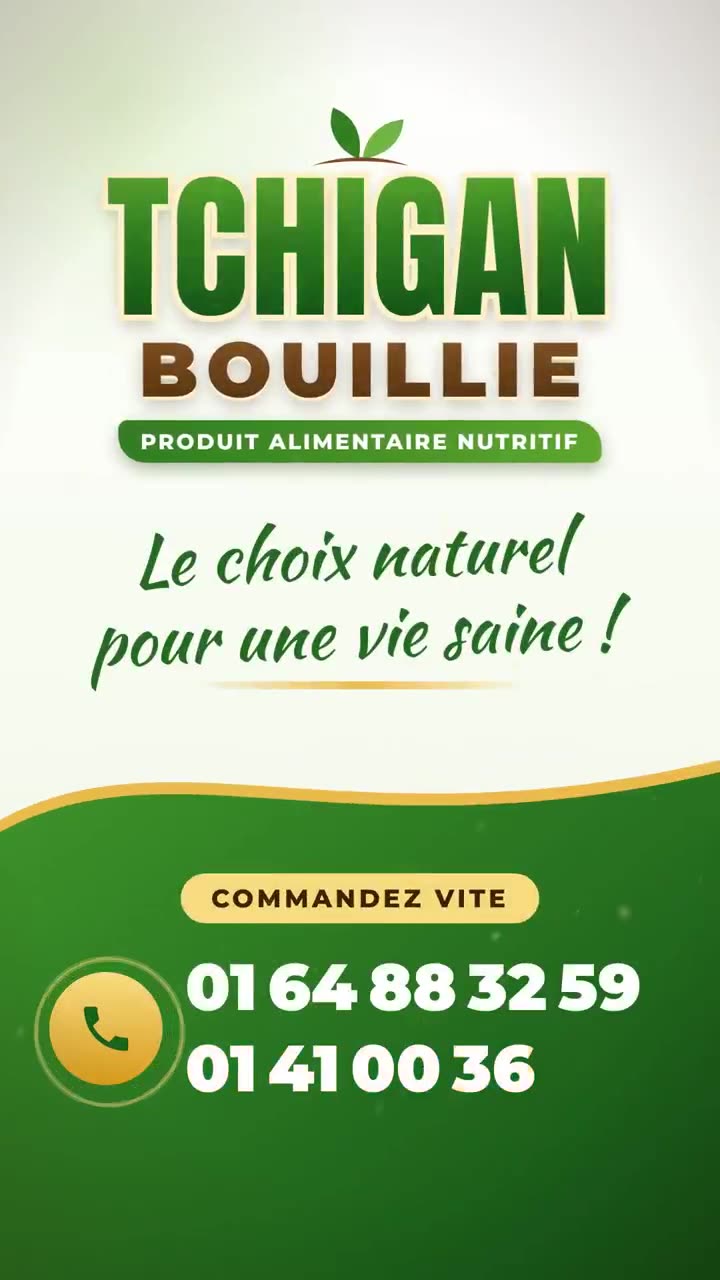 TCHIGAN
BOUILLIE
PRODUIT ALIMENTAIRE NUTRITIF
Le choix naturel
pour une vie saine !
COMMANDEZ VITE
01 64 88 32 59
01 41 00 36